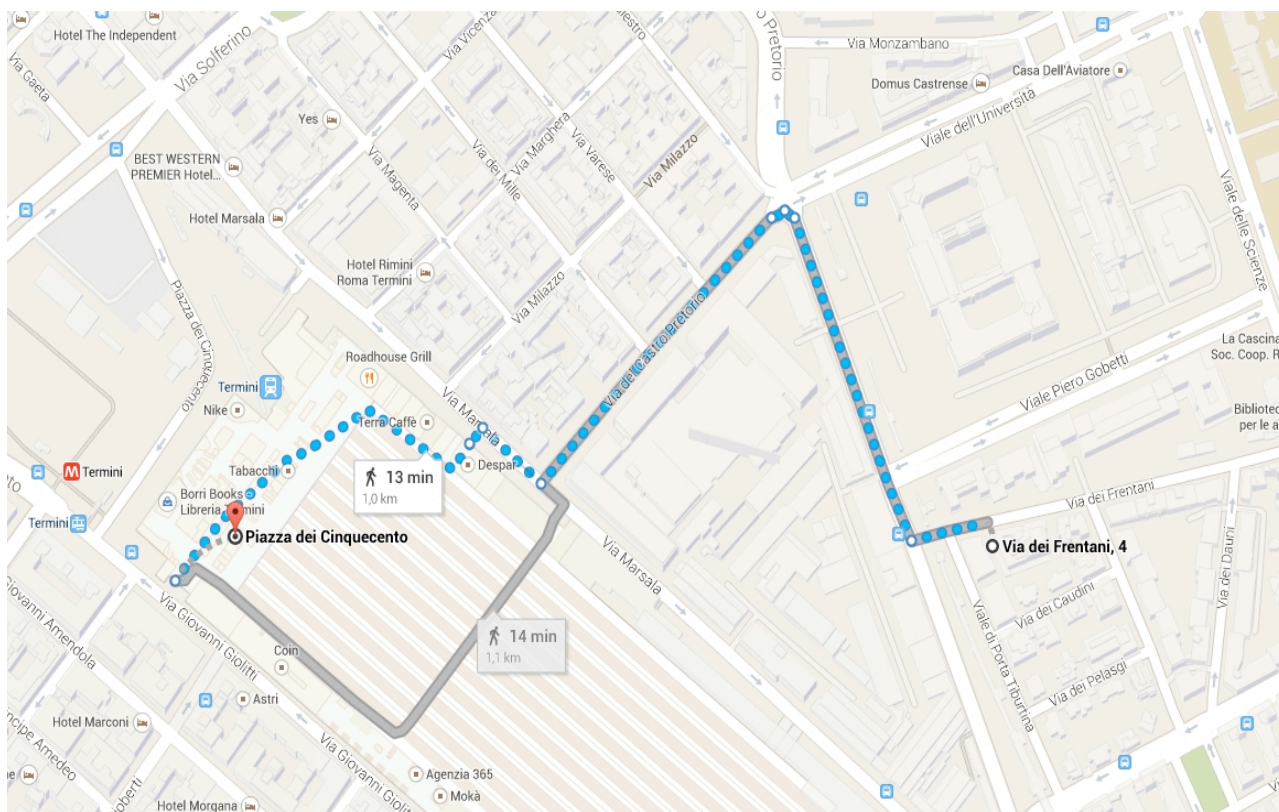 Hotel The Independent
Via Gaeta
Via Solferino
Via Vicenza
Pretorio
Via Monzambano
Casa Dell'Aviatore
Domus Castrense
Viale dell'Università
Yes
Via Magenta
Via dei Mille
Via Marghera
Via Varese
Via Milazzo
BEST WESTERN
PREMIER Hotel...
Hotel Marsala
Viale delle Scienze
Hotel Rimini
Roma Termini
Via Milazzo
Piazza dei Cinquecento
Via del Castro Pretorio
Roadhouse Grill
La Cascina
Soc. Coop. R
Viale Piero Gobetti
Termini
Nike
Terra Caffè
Via Marsala
Bibliotec
per le a
Termini
Tabacchi
13 min
1,0 km
Despar
Borri Books -
Libreria Termini
Via dei Frentani
Termini
Piazza dei Cinquecento
Via dei Frentani, 4
Via Marsala
Via dei Dauni
Giovanni Amendola
Via Giovanni Giolitti
14 min
1,1 km
Via dei Caudini
Coin
Viale di Porta Tiburtina
Via dei Pelasgi
Astri
Hotel Marconi
Via Giovanni Giolitti
Agenzia 365
Mokà
Hotel Morgana